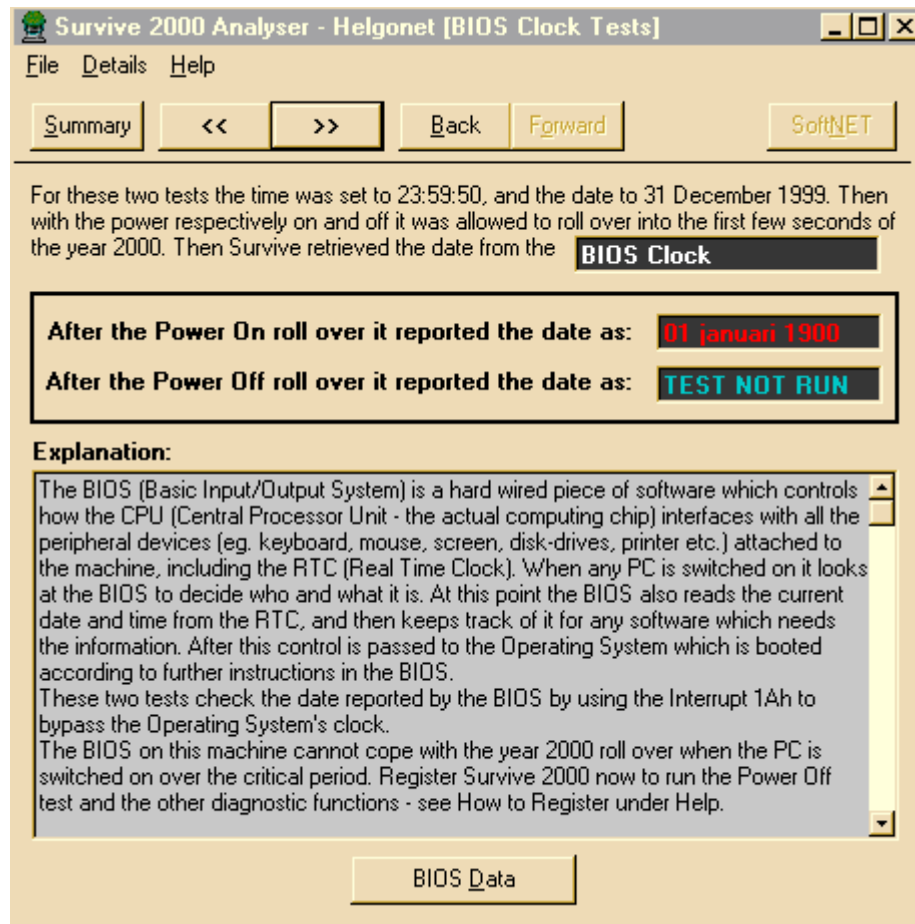 Survive 2000 Analyser - Helgonet [BIOS Clock Tests]
File Details Help
Summary << >> Back Forward SoftNET
For these two tests the time was set to 23:59:50, and the date to 31 December 1999. Then
with the power respectively on and off it was allowed to roll over into the first few seconds of
the year 2000. Then Survive retrieved the date from the BIOS Clock
After the Power On roll over it reported the date as: 01 januari 1900
After the Power Off roll over it reported the date as: TEST NOT RUN
Explanation:
The BIOS (Basic Input/Output System) is a hard wired piece of software which controls
how the CPU (Central Processor Unit - the actual computing chip) interfaces with all the
peripheral devices (eg. keyboard, mouse, screen, disk-drives, printer etc.) attached to
the machine, including the RTC (Real Time Clock). When any PC is switched on it looks
at the BIOS to decide who and what it is. At this point the BIOS also reads the current
date and time from the RTC, and then keeps track of it for any software which needs
the information. After this control is passed to the Operating System which is booted
according to further instructions in the BIOS.
These two tests check the date reported by the BIOS by using the Interrupt 1Ah to
bypass the Operating System's clock.
The BIOS on this machine cannot cope with the year 2000 roll over when the PC is
switched on over the critical period. Register Survive 2000 now to run the Power Off
test and the other diagnostic functions - see How to Register under Help.
BIOS Data